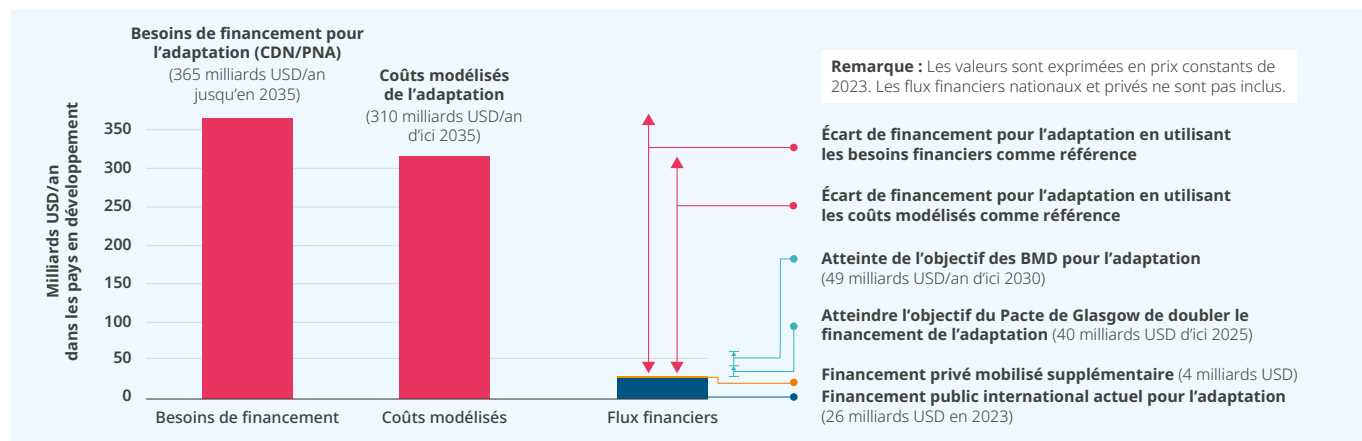 Besoins de financement pour
l’adaptation (CDN/PNA)
(365 milliards USD/an
jusqu’en 2035)
Coûts modélisés
de l’adaptation
(310 milliards USD/an
d’ici 2035)
Milliards USD/an
dans les pays en développement
350
300
250
200
150
100
50
0
Besoins de financement
Coûts modélisés
Flux financiers
Remarque : Les valeurs sont exprimées en prix constants de
2023. Les flux financiers nationaux et privés ne sont pas inclus.
Écart de financement pour l’adaptation en utilisant
les besoins financiers comme référence
Écart de financement pour l’adaptation en utilisant
les coûts modélisés comme référence
Atteinte de l’objectif des BMD pour l’adaptation
(49 milliards USD/an d’ici 2030)
Atteindre l’objectif du Pacte de Glasgow de doubler le
financement de l’adaptation (40 milliards USD d’ici 2025)
Financement privé mobilisé supplémentaire (4 milliards USD)
Financement public international actuel pour l’adaptation
(26 milliards USD en 2023)